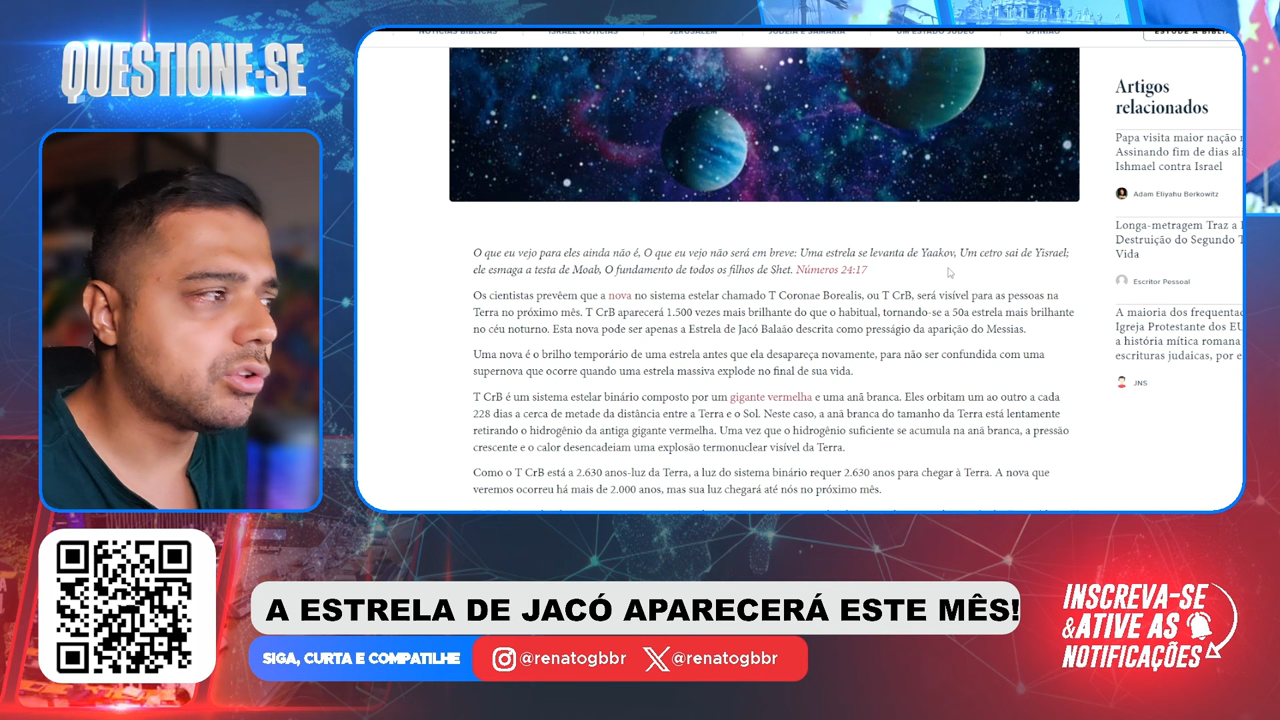 QUESTIONE-SE
NOTÍCIAS BÍBLICAS
ISRAEL NOTÍCIAS
JERUSALÉM
JUDÉIA E SAMARIA
UM ESTADO JUDEU
OPINIÃO
O que eu vejo para eles ainda não é, O que eu vejo não será em breve: Uma estrela se levanta de Yaakov, Um cetro sai de Yisrael;
ele esmaga a testa de Moab, O fundamento de todos os filhos de Shet. Números 24:17
Os cientistas prevêem que a nova no sistema estelar chamado T Coronae Borealis, ou T CrB, será visível para as pessoas na
Terra no próximo mês. T CrB aparecerá 1.500 vezes mais brilhante do que o habitual, tornando-se a 50a estrela mais brilhante
no céu noturno. Esta nova pode ser apenas a Estrela de Jacó Balaão descrita como presságio da aparição do Messias.
Uma nova é o brilho temporário de uma estrela antes que ela desapareça novamente, para não ser confundida com uma
supernova que ocorre quando uma estrela massiva explode no final de sua vida.
T CrB é um sistema estelar binário composto por um gigante vermelha e uma anã branca. Eles orbitam um ao outro a cada
228 dias a cerca de metade da distância entre a Terra e o Sol. Neste caso, a anã branca do tamanho da Terra está lentamente
retirando o hidrogênio da antiga gigante vermelha. Uma vez que o hidrogênio suficiente se acumula na anã branca, a pressão
crescente e o calor desencadeiam uma explosão termonuclear visível da Terra.
Como o T CrB está a 2.630 anos-luz da Terra, a luz do sistema binário requer 2.630 anos para chegar à Terra. A nova que
veremos ocorreu há mais de 2.000 anos, mas sua luz chegará até nós no próximo mês.
Artigos
relacionados
Papa visita maior nação
Assinando fim de dias
Ishmael contra Israel
Adam Eliyahu Berkowitz
Longa-metragem Traz a
Destruição do Segundo
Vida
Escritor Pessoal
A maioria dos
Igreja Protestante dos
a história mítica romana
escrituras judaicas, por
JNS
A ESTRELA DE JACÓ APARECERÁ ESTE MÊS!
SIGA, CURTA E COMPATILHE
@renatogbbr
@renatogbbr
INSCREVA-SE
&ATIVE AS
NOTIFICAÇÕES